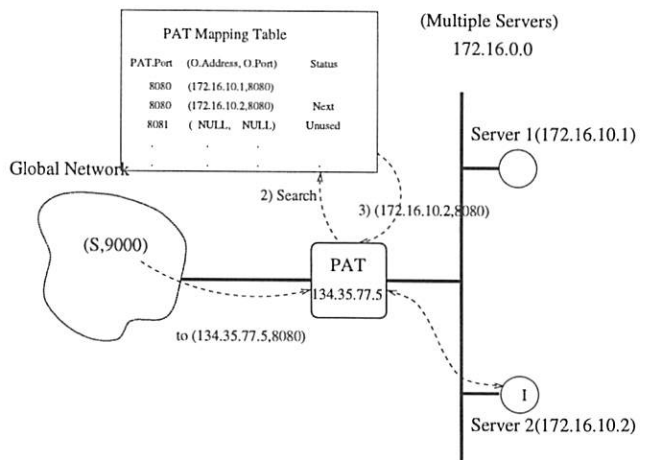 (Multiple Servers)
172.16.0.0
PAT Mapping Table
PAT.Port (O.Address, O.Port) Status
8080 (172.16.10.1,8080)
8080 (172.16.10.2,8080) Next
8081 ( NULL, NULL) Unused
. . . .
. . .
Server 1(172.16.10.1)
Global Network
2) Search
3) (172.16.10.2,8080)
(S,9000)
PAT
134.35.77.5
to (134.35.77.5,8080)
I
Server 2(172.16.10.2)